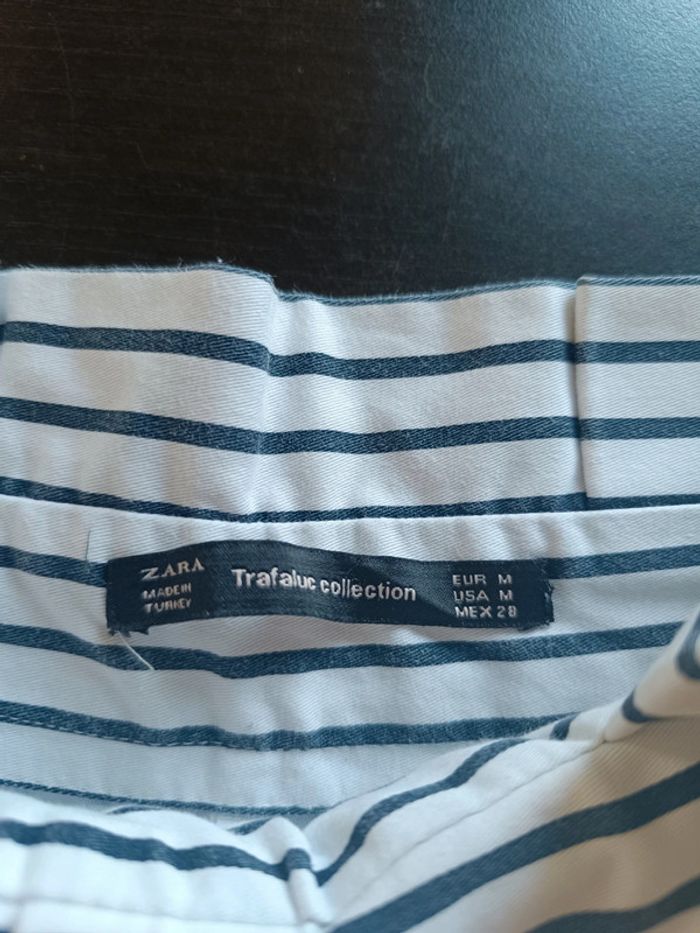 ZARA
MADE IN
TURKEY
Trafaluc collection
EUR M
USA M
MEX 28